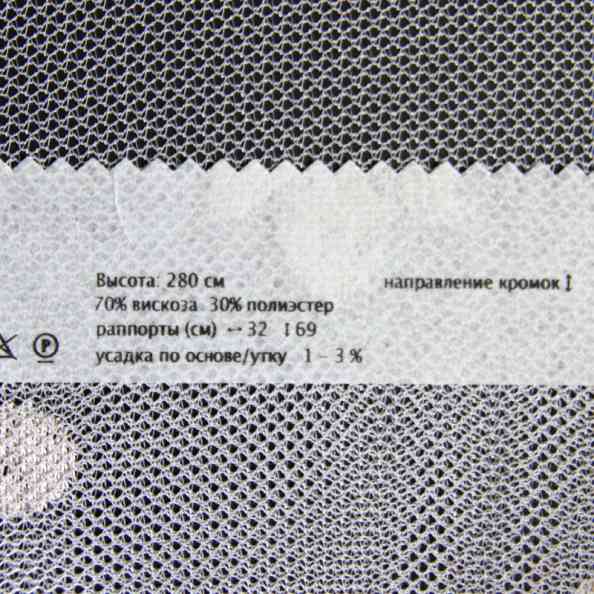 Высота: 280 см
направление кромок ↕
70% вискоза 30% полиэстер
раппорты (см) ↔ 32 ↕ 69
P
усадка по основе/утку 1 – 3 %